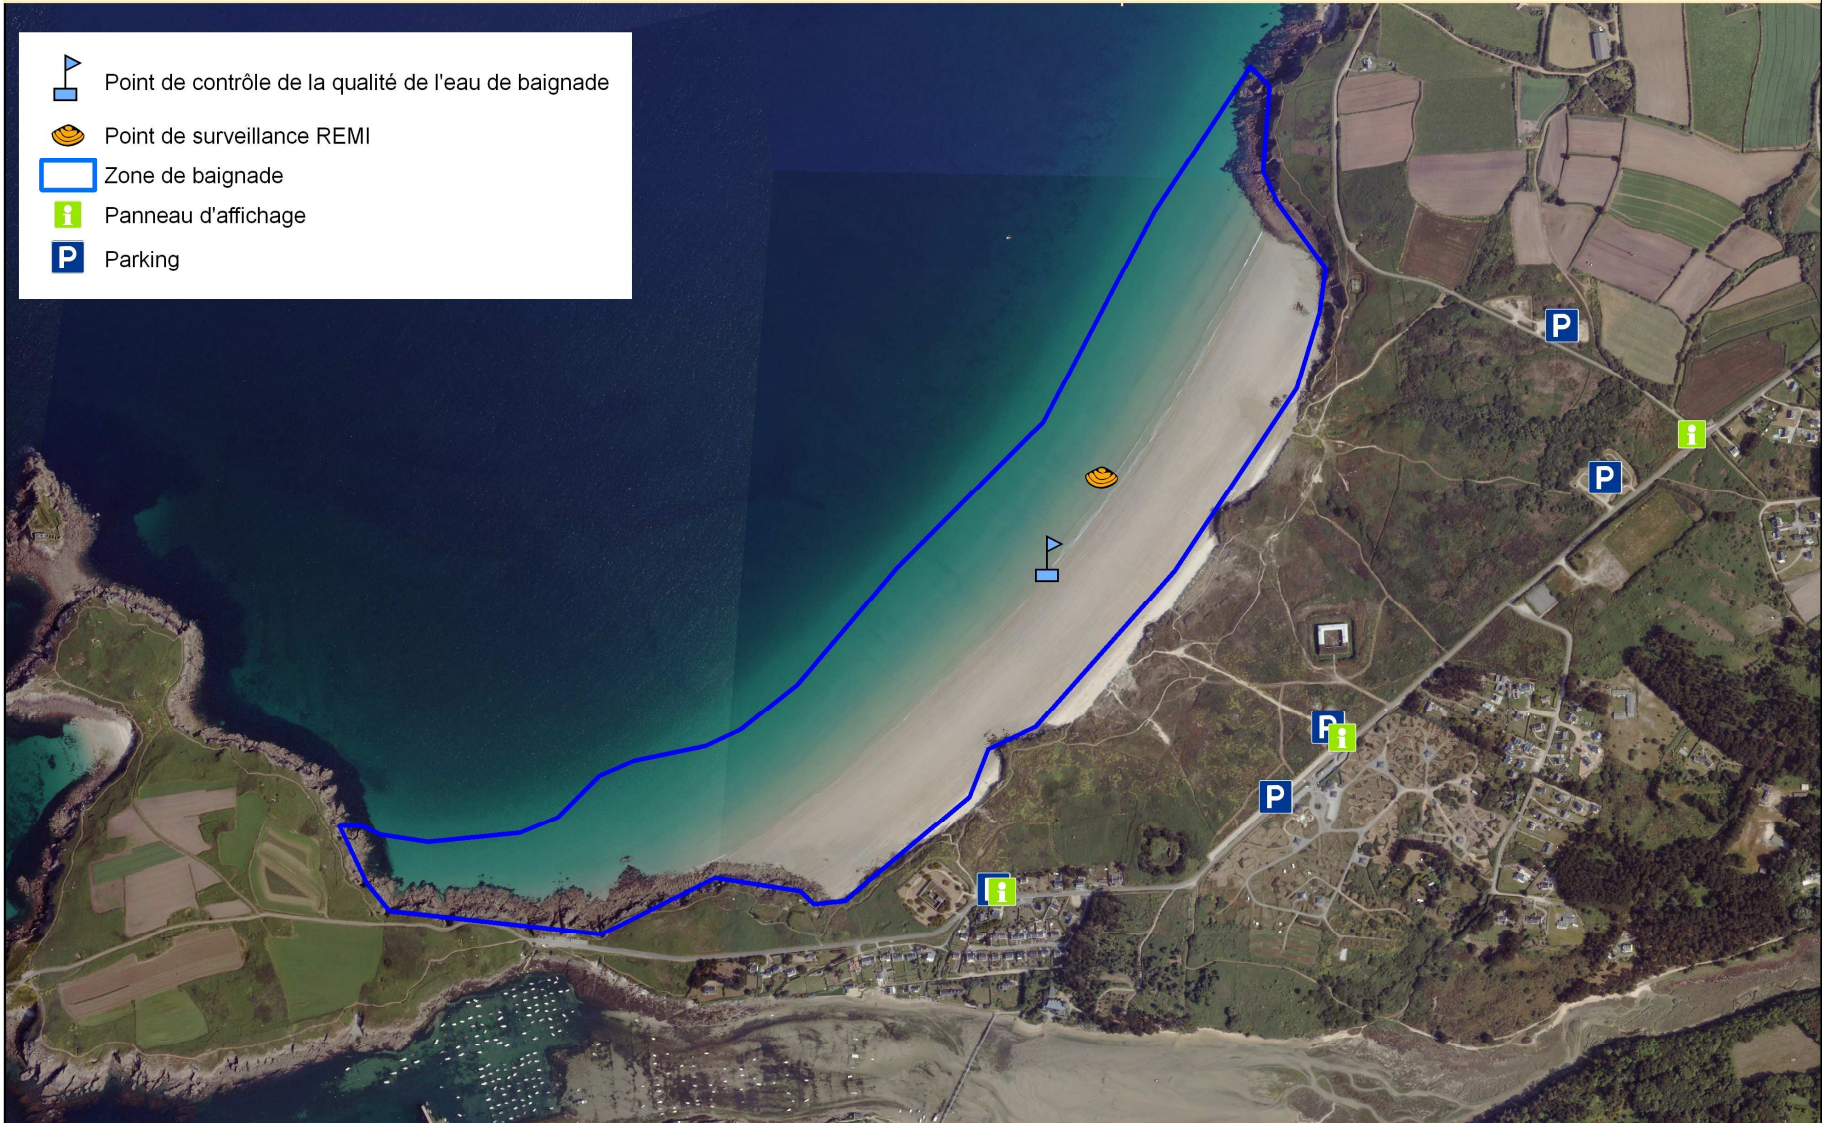 Point de contrôle de la qualité de l'eau de baignade
Point de surveillance REMI
Zone de baignade
i Panneau d'affichage
P Parking
P
i
P
P
i
P
i